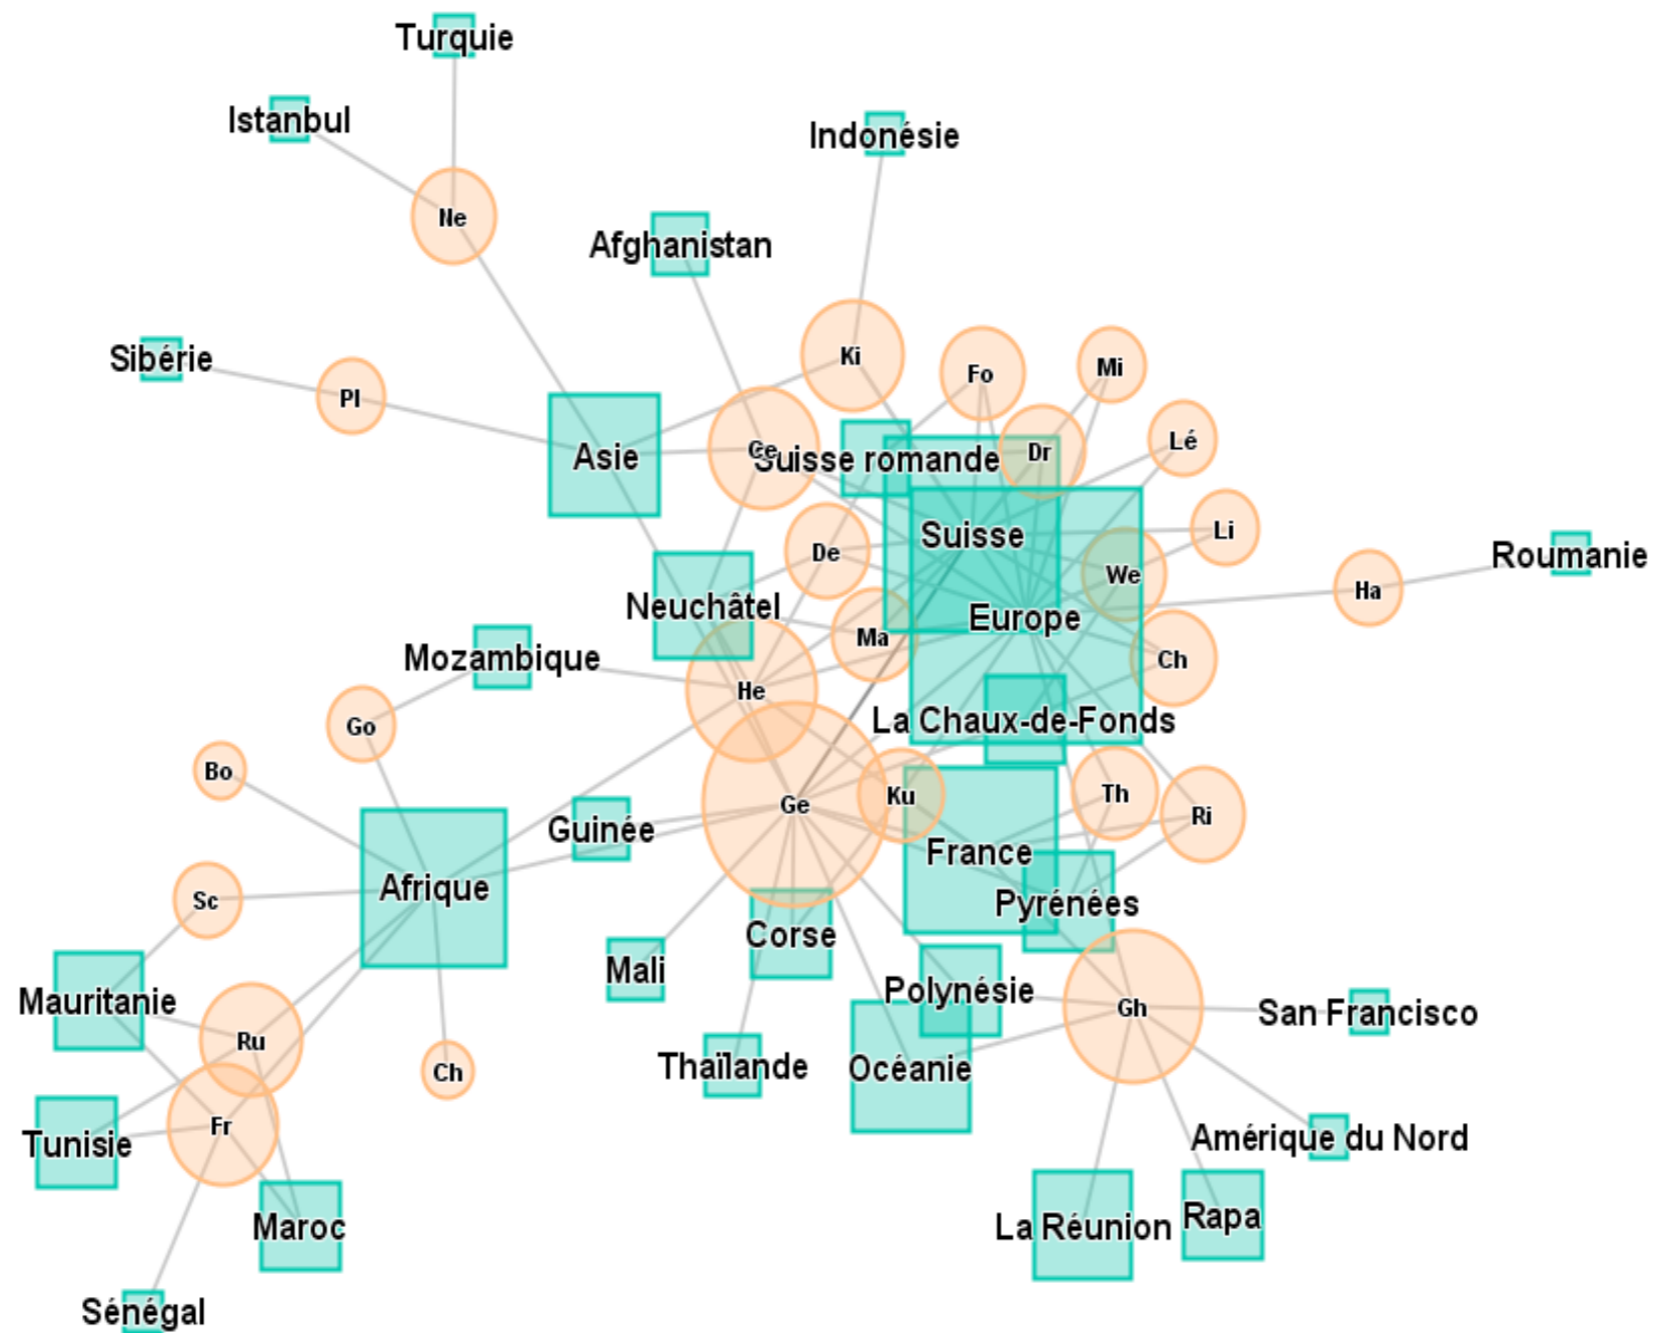 Turquie
Istanbul
Indonésie
Ne
Afghanistan
Sibérie
Ki
Mi
Fo
Pl
Lé
Asie
Ce
Suisse romande
Dr
Li
Suisse
De
Roumanie
We
Ha
Neuchâtel
Europe
Ma
Mozambique
Ch
He
Go
La Chaux-de-Fonds
Bo
Th
Ku
Ge
Ri
Guinée
France
Afrique
Sc
Pyrénées
Corse
Mali
Polynésie
Mauritanie
Gh
San Francisco
Ru
Thaïlande
Océanie
Ch
Fr
Amérique du Nord
Tunisie
Rapa
Maroc
La Réunion
Sénégal